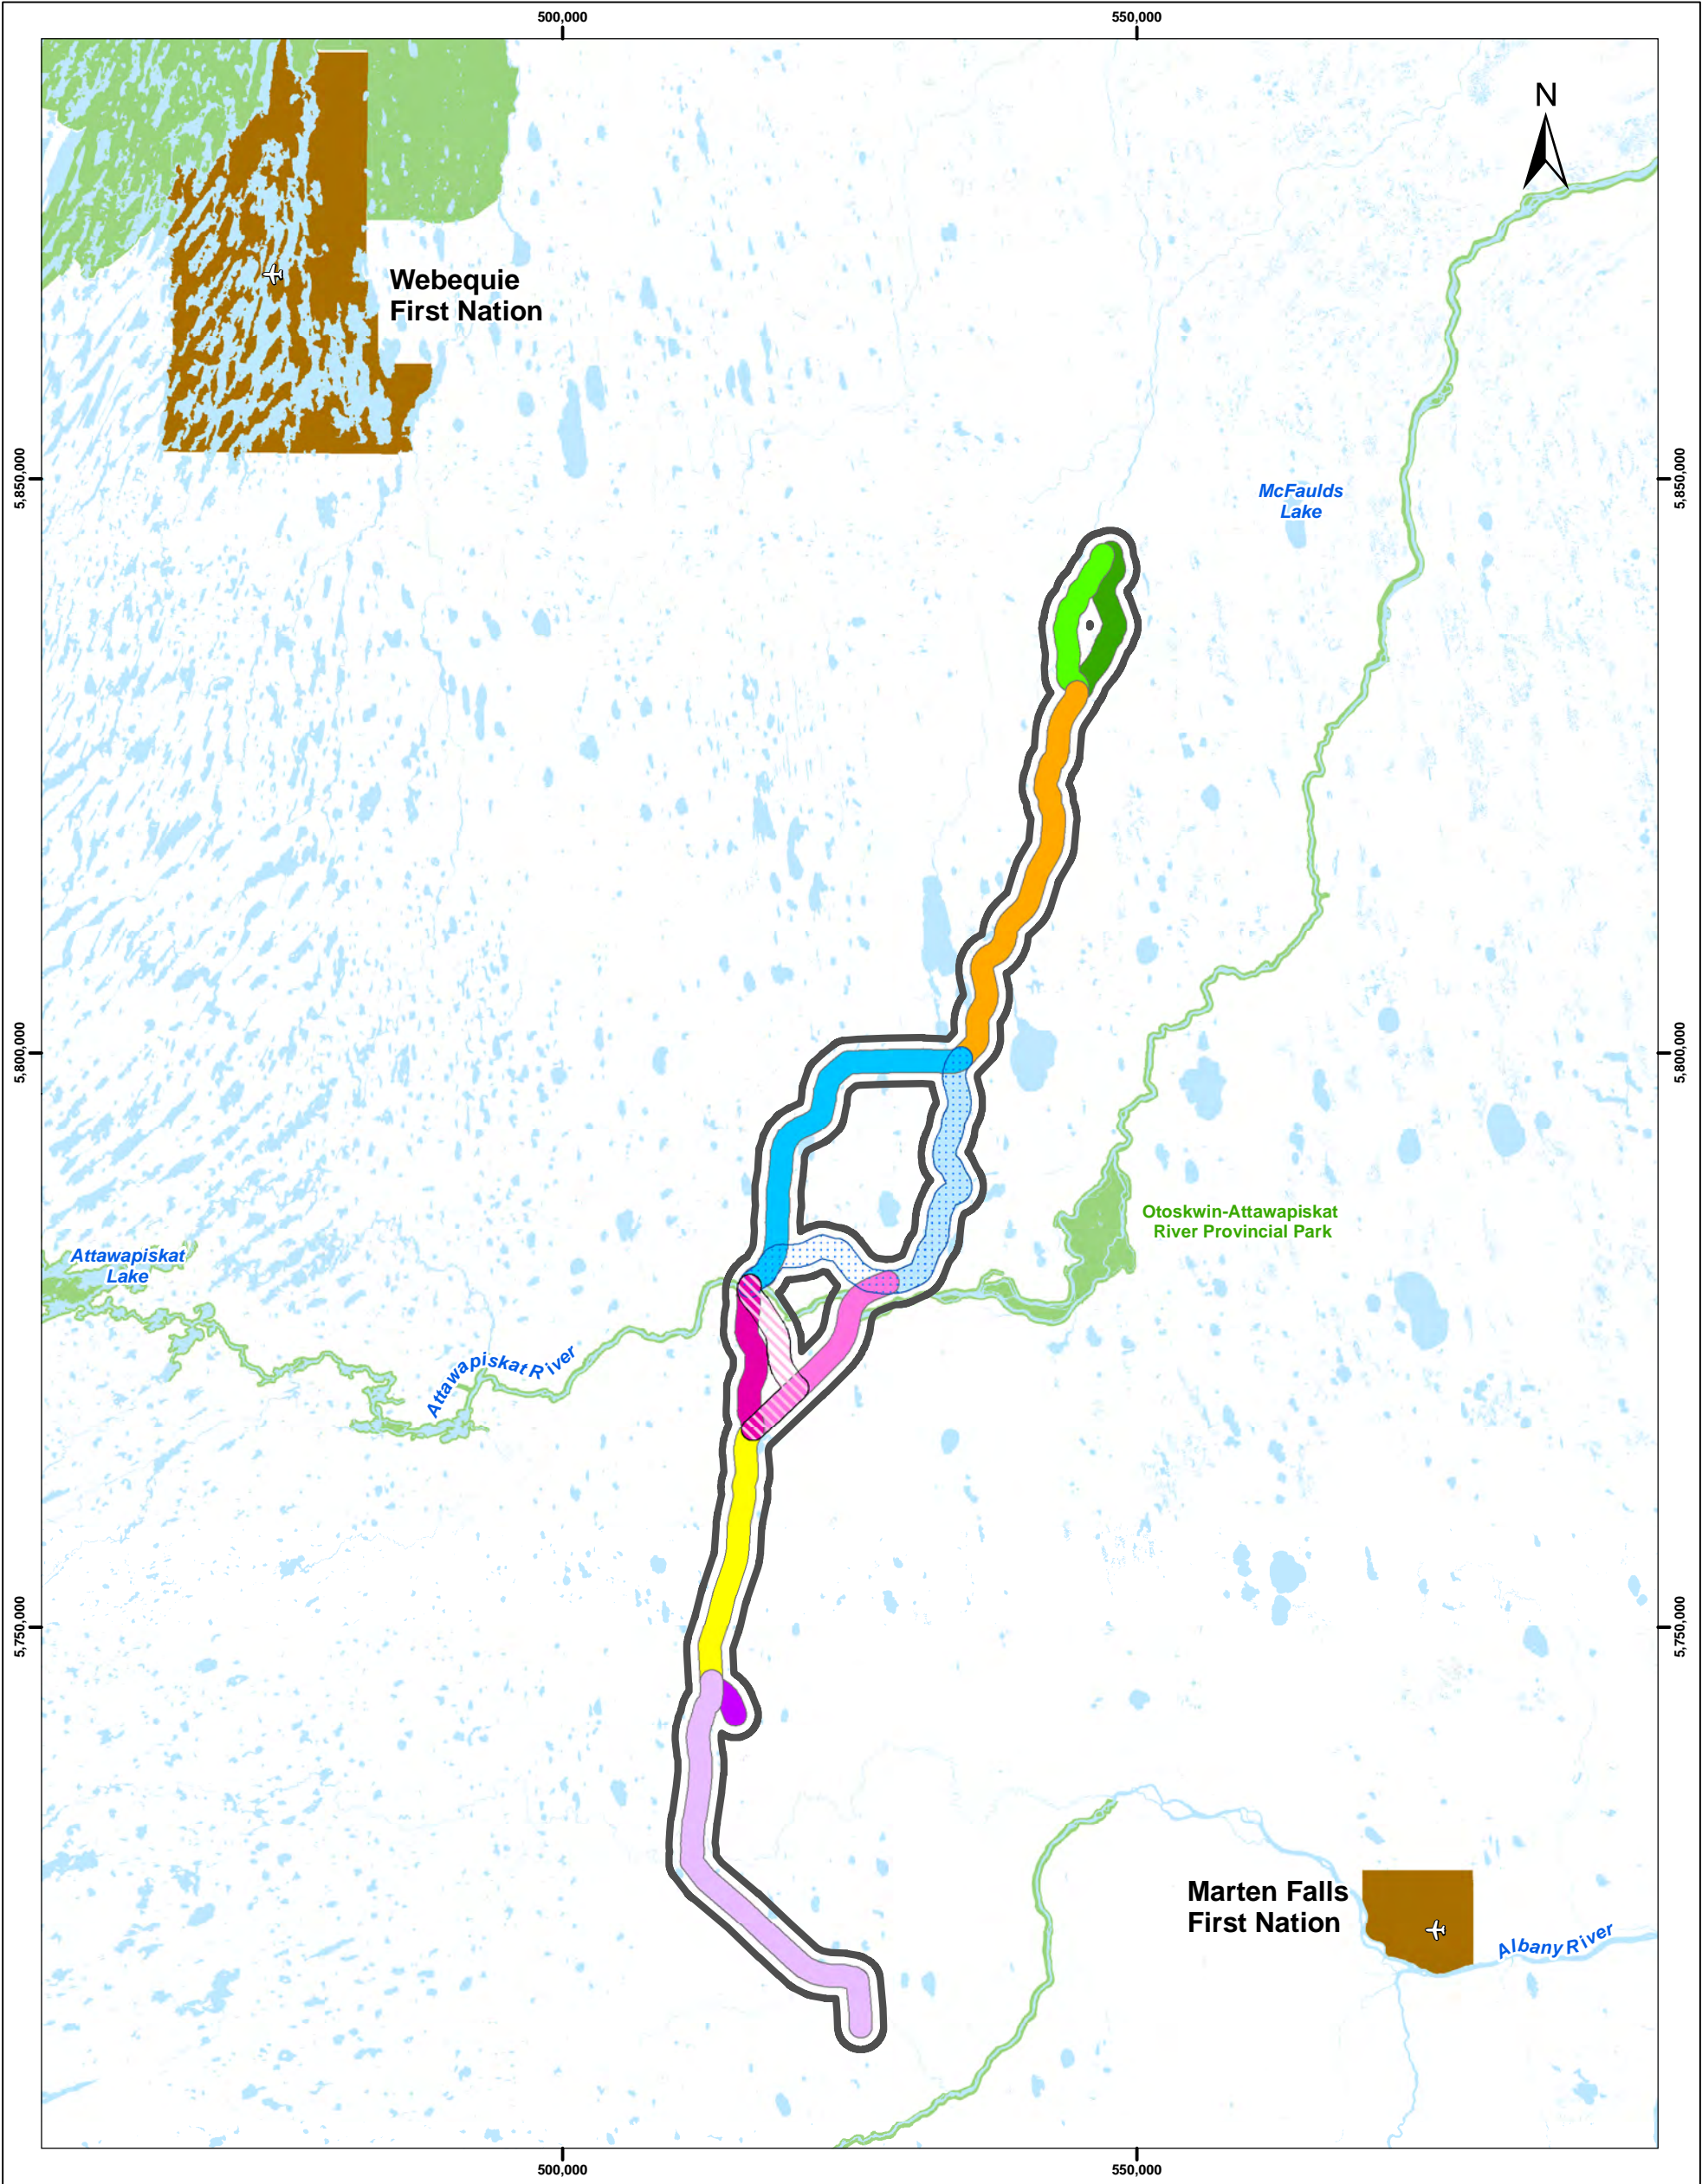 500,000
550,000
N
Webequie
First Nation
5,850,000
5,850,000
McFaulds
Lake
5,800,000
5,800,000
Otoskwin-Attawapiskat
River Provincial Park
Attawapiskat
Lake
Attawapiskat River
5,750,000
5,750,000
Marten Falls
First Nation
Albany River
500,000
550,000